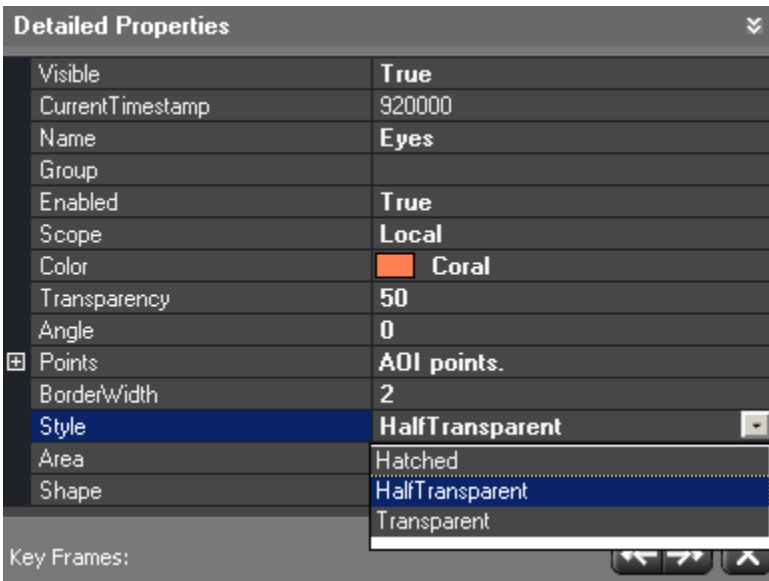 Detailed Properties
Visible True
CurrentTimestamp 920000
Name Eyes
Group
Enabled True
Scope Local
Color Coral
Transparency 50
Angle 0
Points AOI points.
BorderWidth 2
Style HalfTransparent
Area Hatched
Shape HalfTransparent
Transparent
Key Frames: